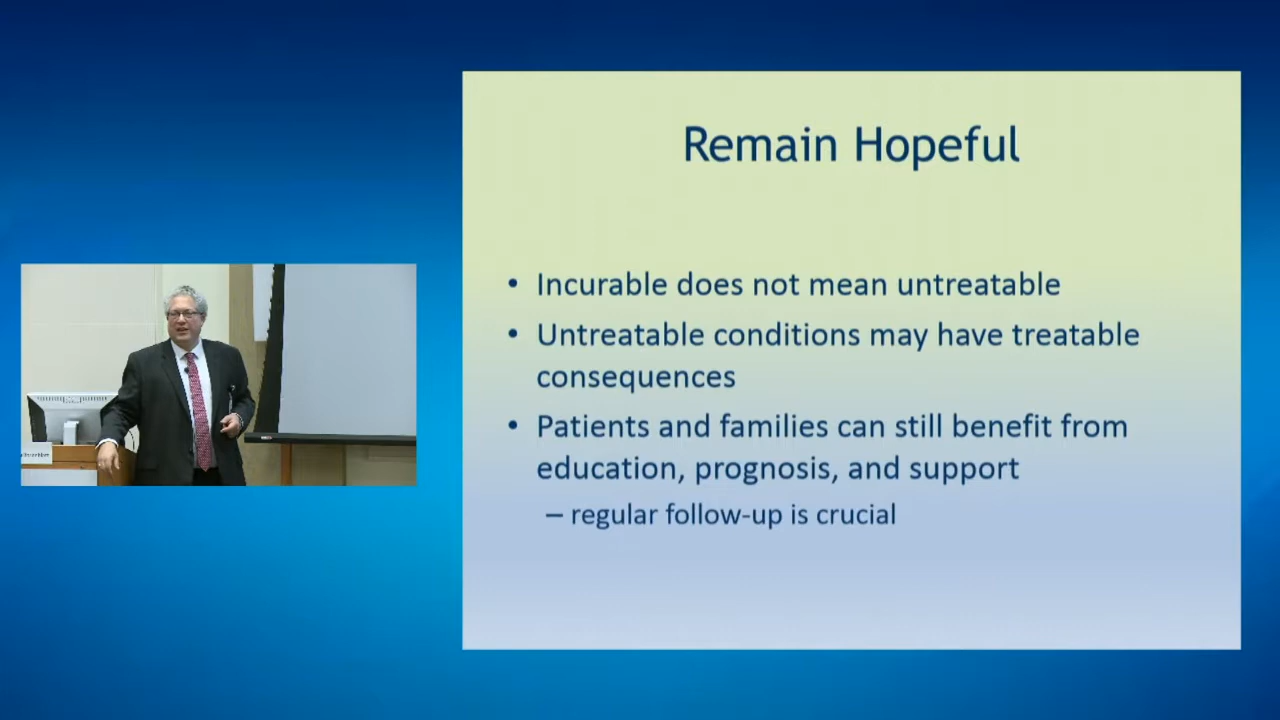 Remain Hopeful
• Incurable does not mean untreatable
• Untreatable conditions may have treatable
consequences
• Patients and families can still benefit from
education, prognosis, and support
– regular follow-up is crucial